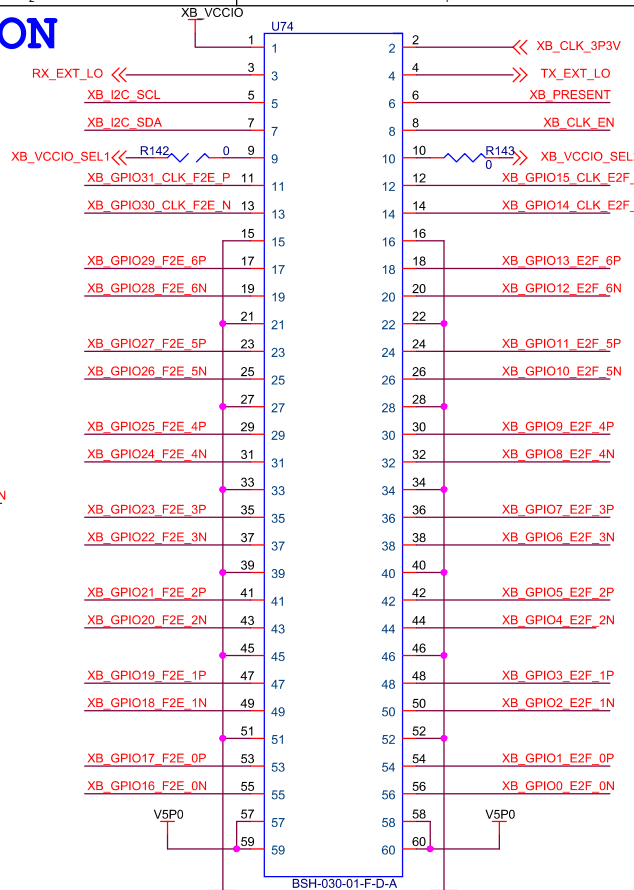 ON
XB_VCCIO
U74
1 1 2 2 XB_CLK_3P3V
RX_EXT_LO 3 3 4 4 TX_EXT_LO
XB_I2C_SCL 5 5 6 6 XB_PRESENT
XB_I2C_SDA 7 7 8 8 XB_CLK_EN
XB_VCCIO_SEL1 R142 0 9 9 10 10 R143 0 XB_VCCIO_SEL
XB_GPIO31_CLK_F2E_P 11 11 12 12 XB_GPIO15_CLK_E2F_
XB_GPIO30_CLK_F2E_N 13 13 14 14 XB_GPIO14_CLK_E2F_
15 15 16 16
XB_GPIO29_F2E_6P 17 17 18 18 XB_GPIO13_E2F_6P
XB_GPIO28_F2E_6N 19 19 20 20 XB_GPIO12_E2F_6N
21 21 22 22
XB_GPIO27_F2E_5P 23 23 24 24 XB_GPIO11_E2F_5P
XB_GPIO26_F2E_5N 25 25 26 26 XB_GPIO10_E2F_5N
27 27 28 28
XB_GPIO25_F2E_4P 29 29 30 30 XB_GPIO9_E2F_4P
XB_GPIO24_F2E_4N 31 31 32 32 XB_GPIO8_E2F_4N
N 33 33 34 34
XB_GPIO23_F2E_3P 35 35 36 36 XB_GPIO7_E2F_3P
XB_GPIO22_F2E_3N 37 37 38 38 XB_GPIO6_E2F_3N
39 39 40 40
XB_GPIO21_F2E_2P 41 41 42 42 XB_GPIO5_E2F_2P
XB_GPIO20_F2E_2N 43 43 44 44 XB_GPIO4_E2F_2N
45 45 46 46
XB_GPIO19_F2E_1P 47 47 48 48 XB_GPIO3_E2F_1P
XB_GPIO18_F2E_1N 49 49 50 50 XB_GPIO2_E2F_1N
51 51 52 52
XB_GPIO17_F2E_0P 53 53 54 54 XB_GPIO1_E2F_0P
XB_GPIO16_F2E_0N 55 55 56 56 XB_GPIO0_E2F_0N
V5P0 57 57 58 58 V5P0
59 59 60 60
BSH-030-01-F-D-A